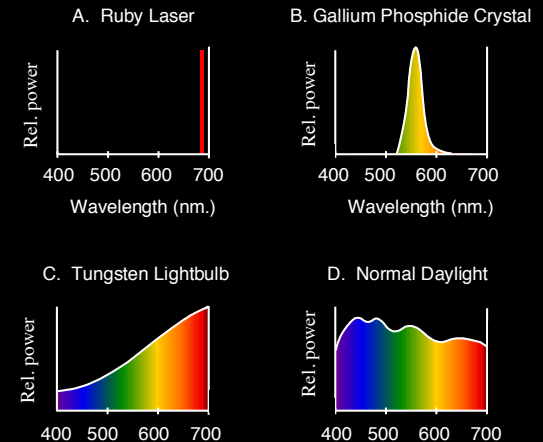 A. Ruby Laser
Rel. power
400 500 600 700
Wavelength (nm.)
B. Gallium Phosphide Crystal
Rel. power
400 500 600 700
Wavelength (nm.)
C. Tungsten Lightbulb
Rel. power
400 500 600 700
D. Normal Daylight
Rel. power
400 500 600 700